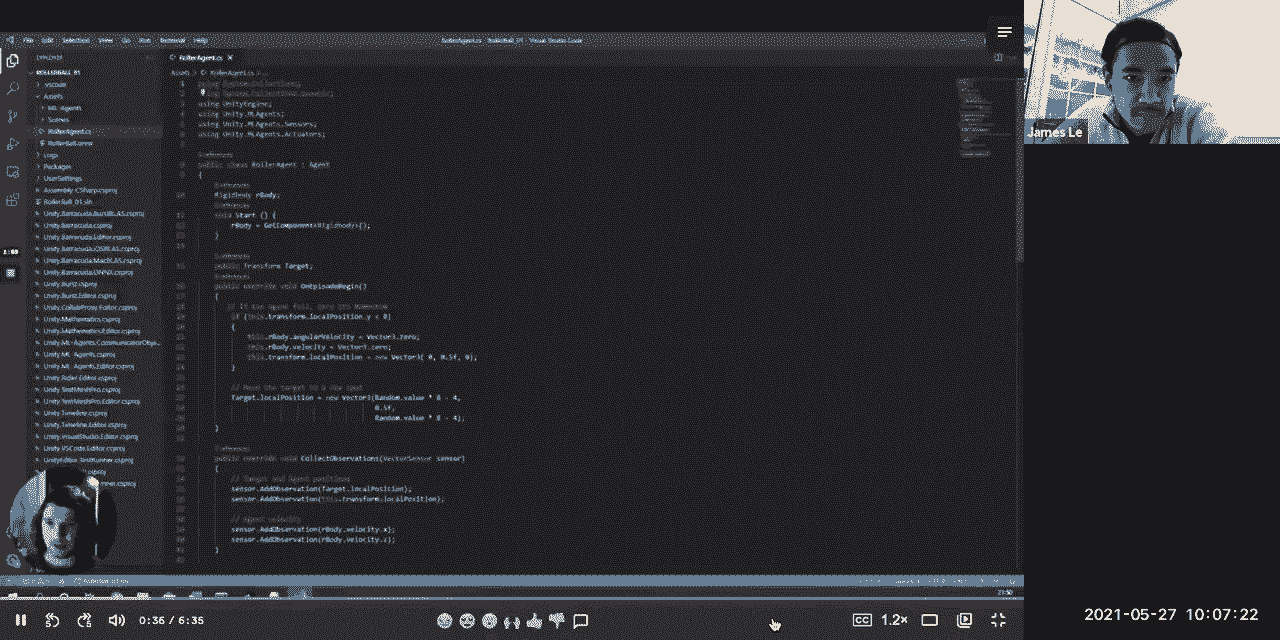 File Edit Selection View Go Run Terminal Help
RollerAgent.cs - RollerBall_01 - Visual Studio Code
EXPLORER
RollerAgent.cs
ROLLERBALL_01
.vscode
Assets
ML-Agents
Scenes
RollerAgent.cs
Logs
Packages
UserSettings
Assembly-CSharp.csproj
RollerBall_01.sln
Unity.Barracuda.BurstBLAS.csproj
Unity.Barracuda.csproj
Unity.Barracuda.Editor.csproj
Unity.Barracuda.iOSBLAS.csproj
Unity.Barracuda.MacBLAS.csproj
Unity.Barracuda.ONNX.csproj
Unity.Burst.csproj
Unity.Burst.Editor.csproj
Unity.CollabProxy.Editor.csproj
Unity.Mathematics.csproj
Unity.Mathematics.Editor.csproj
Unity.ML-Agents.CommunicatorObje...
Unity.ML-Agents.csproj
Unity.ML-Agents.Editor.csproj
Unity.Rider.Editor.csproj
Unity.TextMeshPro.csproj
Unity.TextMeshPro.Editor.csproj
Unity.Timeline.csproj
Unity.Timeline.Editor.csproj
Unity.VisualStudio.Editor.csproj
Unity.VSCode.Editor.csproj
Assets > RollerAgent.cs
using System.Collections;
using System.Collections.Generic;
using UnityEngine;
using Unity.MLAgents;
using Unity.MLAgents.Sensors;
using Unity.MLAgents.Actuators;
public class RollerAgent : Agent
{
Rigidbody rBody;
void Start () {
rBody = GetComponent<Rigidbody>();
}
public Transform Target;
public override void OnEpisodeBegin()
{
// If the Agent fell, zero its momentum
if (this.transform.localPosition.y < 0)
{
this.rBody.angularVelocity = Vector3.zero;
this.rBody.velocity = Vector3.zero;
this.transform.localPosition = new Vector3( 0, 0.5f, 0);
}
// Move the target to a new spot
Target.localPosition = new Vector3(Random.value * 8 - 4,
0.5f,
Random.value * 8 - 4);
}
public override void CollectObservations(VectorSensor sensor)
{
// Target and Agent positions
sensor.AddObservation(Target.localPosition);
sensor.AddObservation(this.transform.localPosition);
// Agent velocity
sensor.AddObservation(rBody.velocity.x);
sensor.AddObservation(rBody.velocity.z);
}
21:50
James Le
0:36 / 6:35
CC 1.2×
2021-05-27 10:07:22